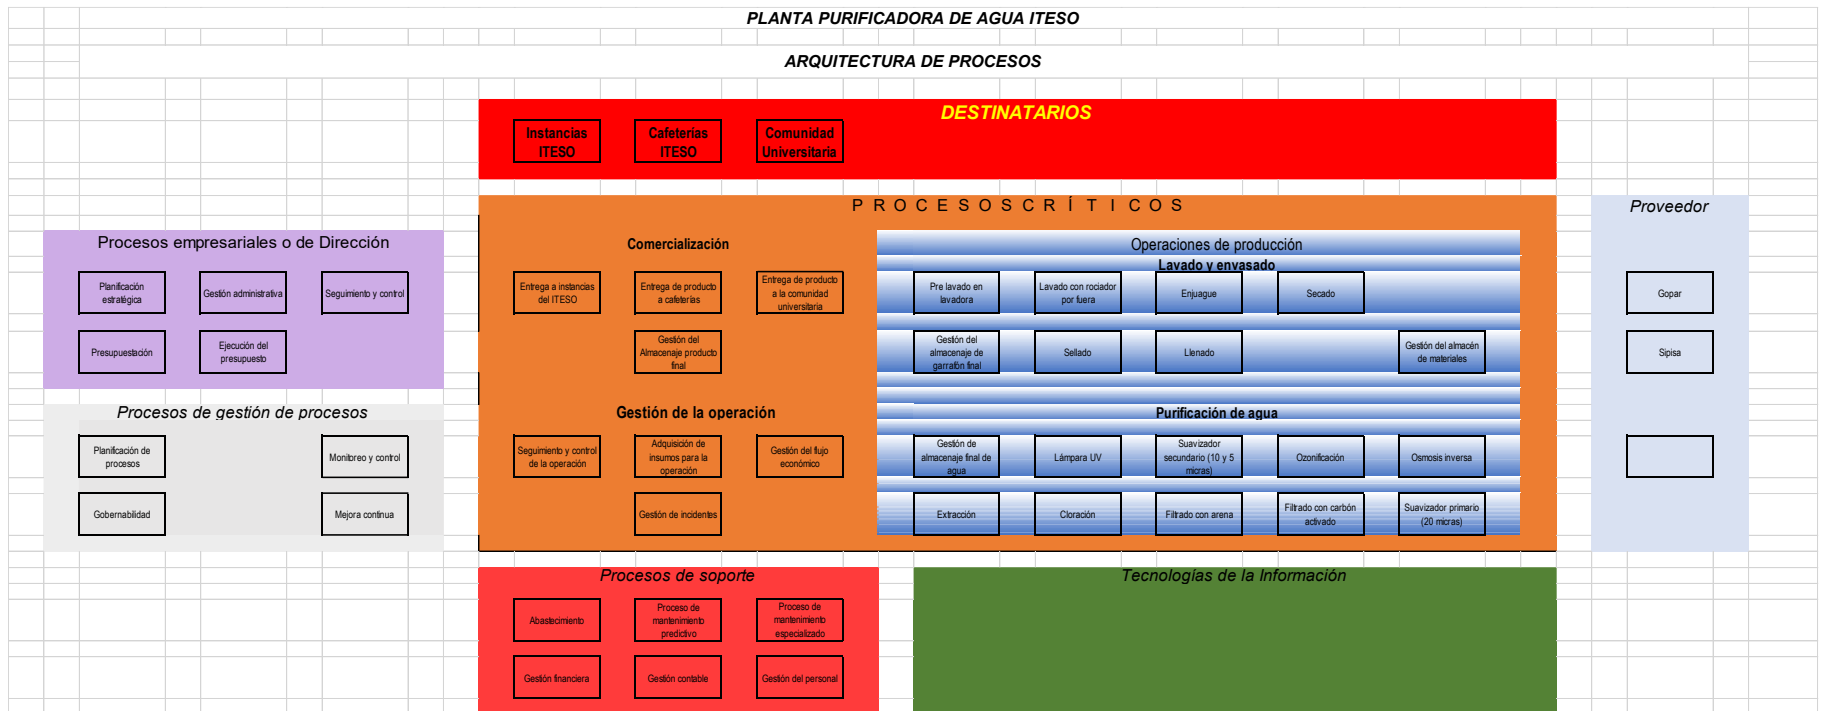 PLANTA PURIFICADORA DE AGUA ITESO
ARQUITECTURA DE PROCESOS
DESTINATARIOS
Instancias
ITESO
Cafeterías
ITESO
Comunidad
Universitaria
P R O C E S O S C R Í T I C O S
Proveedor
Gopar
Sipisa
Procesos empresariales o de Dirección
Planificación
estratégica
Gestión administrativa
Seguimiento y control
Presupuestación
Ejecución del
presupuesto
Procesos de gestión de procesos
Planificación de
procesos
Monitoreo y control
Gobernabilidad
Mejora continua
Comercialización
Entrega a instancias
del ITESO
Entrega de producto
a cafeterías
Entrega de producto
a la comunidad
universitaria
Gestión del
Almacenaje producto
final
Gestión de la operación
Seguimiento y control
de la operación
Adquisición de
insumos para la
operación
Gestión del flujo
económico
Gestión de incidentes
Operaciones de producción
Lavado y envasado
Pre lavado en
lavadora
Lavado con rociador
por fuera
Enjuague
Secado
Gestión del
almacenaje de
garrafón final
Sellado
Llenado
Gestión del almacén
de materiales
Purificación de agua
Gestión de
almacenaje final de
agua
Lámpara UV
Suavizador
secundario (10 y 5
micras)
Ozonificación
Osmosis inversa
Extracción
Cloración
Filtrado con arena
Filtrado con carbón
activado
Suavizador primario
(20 micras)
Procesos de soporte
Abastecimiento
Proceso de
mantenimiento
predictivo
Proceso de
mantenimiento
especializado
Gestión financiera
Gestión contable
Gestión del personal
Tecnologías de la Información